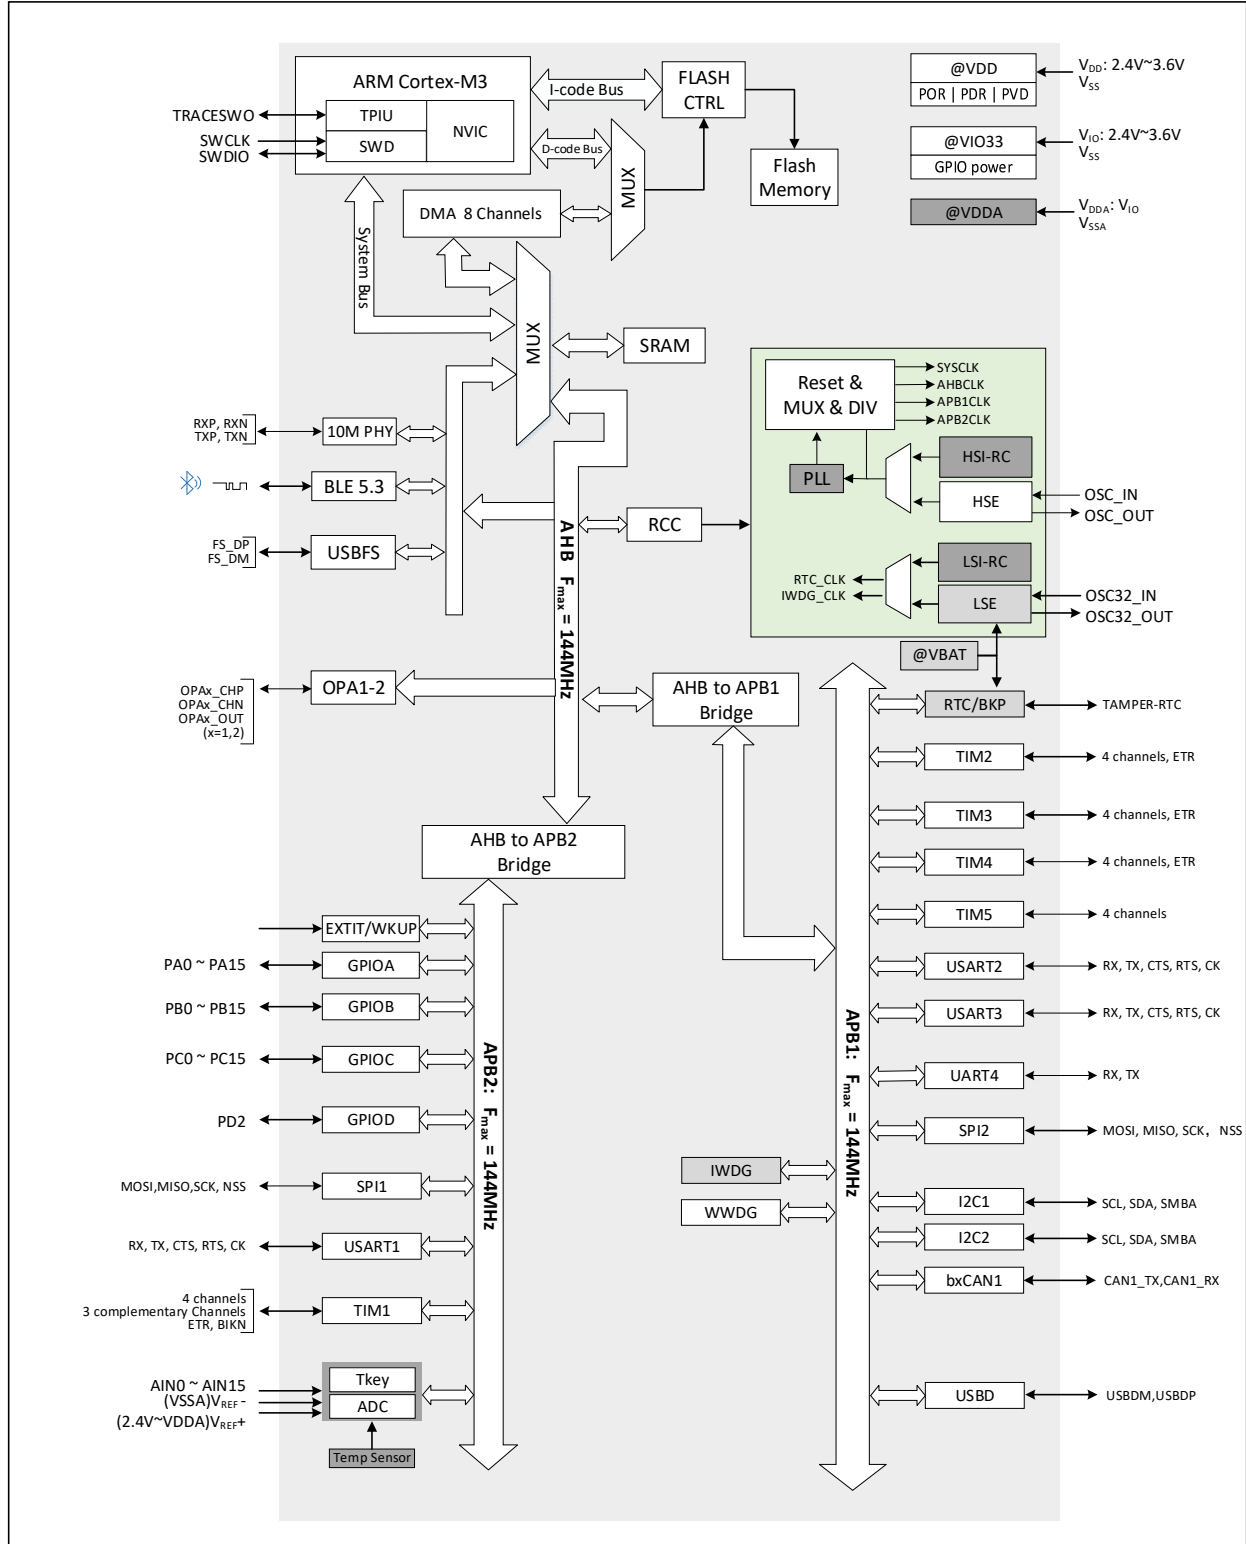 ARM Cortex-M3
TPIU
SWD
NVIC
TRACESWO
SWCLK
SWDIO
I-code Bus
D-code Bus
System Bus
FLASH
CTRL
Flash
Memory
MUX
DMA 8 Channels
MUX
SRAM
@VDD
POR | PDR | PVD
VDD: 2.4V~3.6V
VSS
@VIO33
GPIO power
VIO: 2.4V~3.6V
VSS
@VDDA
VDDA: VIO
VSSA
Reset &
MUX & DIV
SYSCLK
AHBCLK
APB1CLK
APB2CLK
PLL
HSI-RC
HSE
OSC_IN
OSC_OUT
LSI-RC
LSE
RTC_CLK
IWDG_CLK
OSC32_IN
OSC32_OUT
@VBAT
RCC
RXP, RXN
TXP, TXN
10M PHY
BLE 5.3
FS_DP
FS_DM
USBFS
AHB Fmax = 144MHz
OPAx_CHP
OPAx_CHN
OPAx_OUT
(x=1,2)
OPA1-2
AHB to APB1
Bridge
AHB to APB2
Bridge
RTC/BKP
TAMPER-RTC
TIM2
4 channels, ETR
TIM3
4 channels, ETR
TIM4
4 channels, ETR
TIM5
4 channels
USART2
RX, TX, CTS, RTS, CK
USART3
RX, TX, CTS, RTS, CK
UART4
RX, TX
SPI2
MOSI, MISO, SCK, NSS
I2C1
SCL, SDA, SMBA
I2C2
SCL, SDA, SMBA
bxCAN1
CAN1_TX,CAN1_RX
USBD
USBDM,USBDP
APB1: Fmax = 144MHz
IWDG
WWDG
APB2: Fmax = 144MHz
EXTIT/WKUP
PA0 ~ PA15
GPIOA
PB0 ~ PB15
GPIOB
PC0 ~ PC15
GPIOC
PD2
GPIOD
MOSI,MISO,SCK, NSS
SPI1
RX, TX, CTS, RTS, CK
USART1
4 channels
3 complementary Channels
ETR, BIKN
TIM1
AIN0 ~ AIN15
(VSSA)VREF -
(2.4V~VDDA)VREF+
Tkey
ADC
Temp Sensor